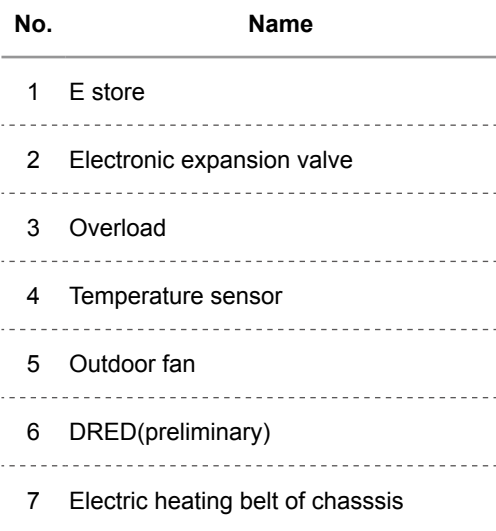 No. Name
1 E store
2 Electronic expansion valve
3 Overload
4 Temperature sensor
5 Outdoor fan
6 DRED(preliminary)
7 Electric heating belt of chasssis